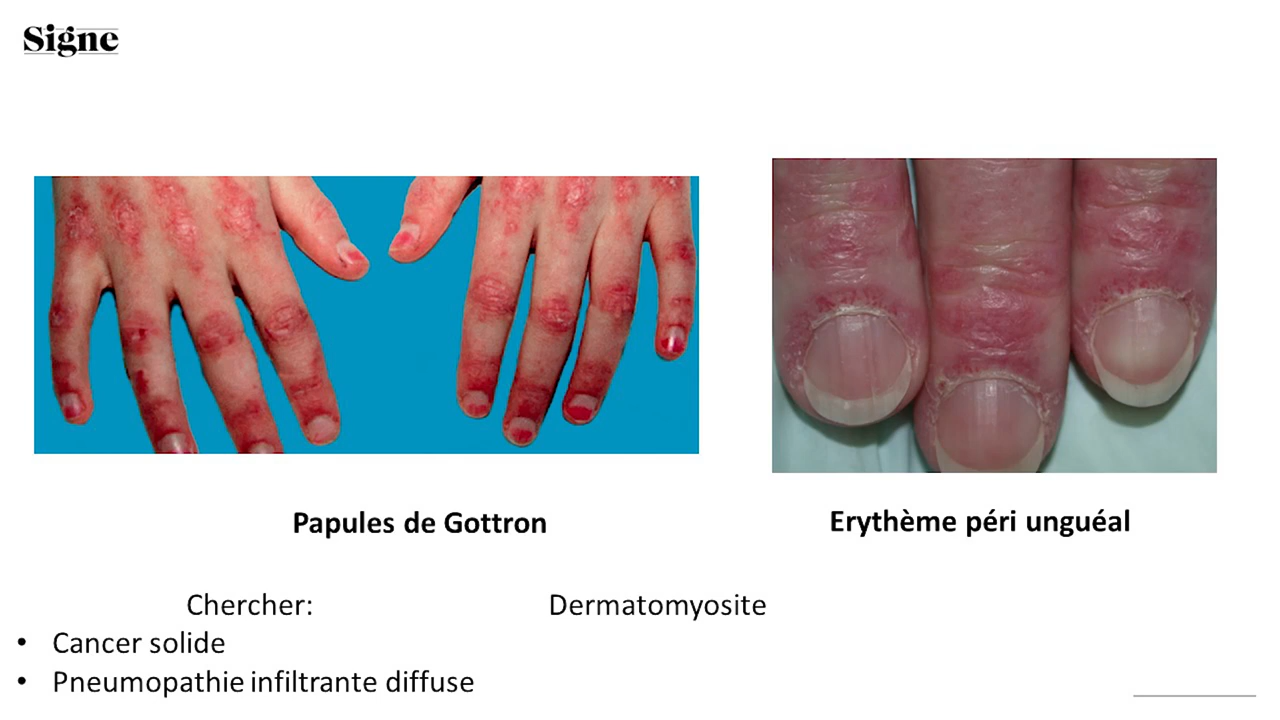 Signe
Papules de Gottron
Erythème péri unguéal
Chercher:
Dermatomyosite
• Cancer solide
• Pneumopathie infiltrante diffuse